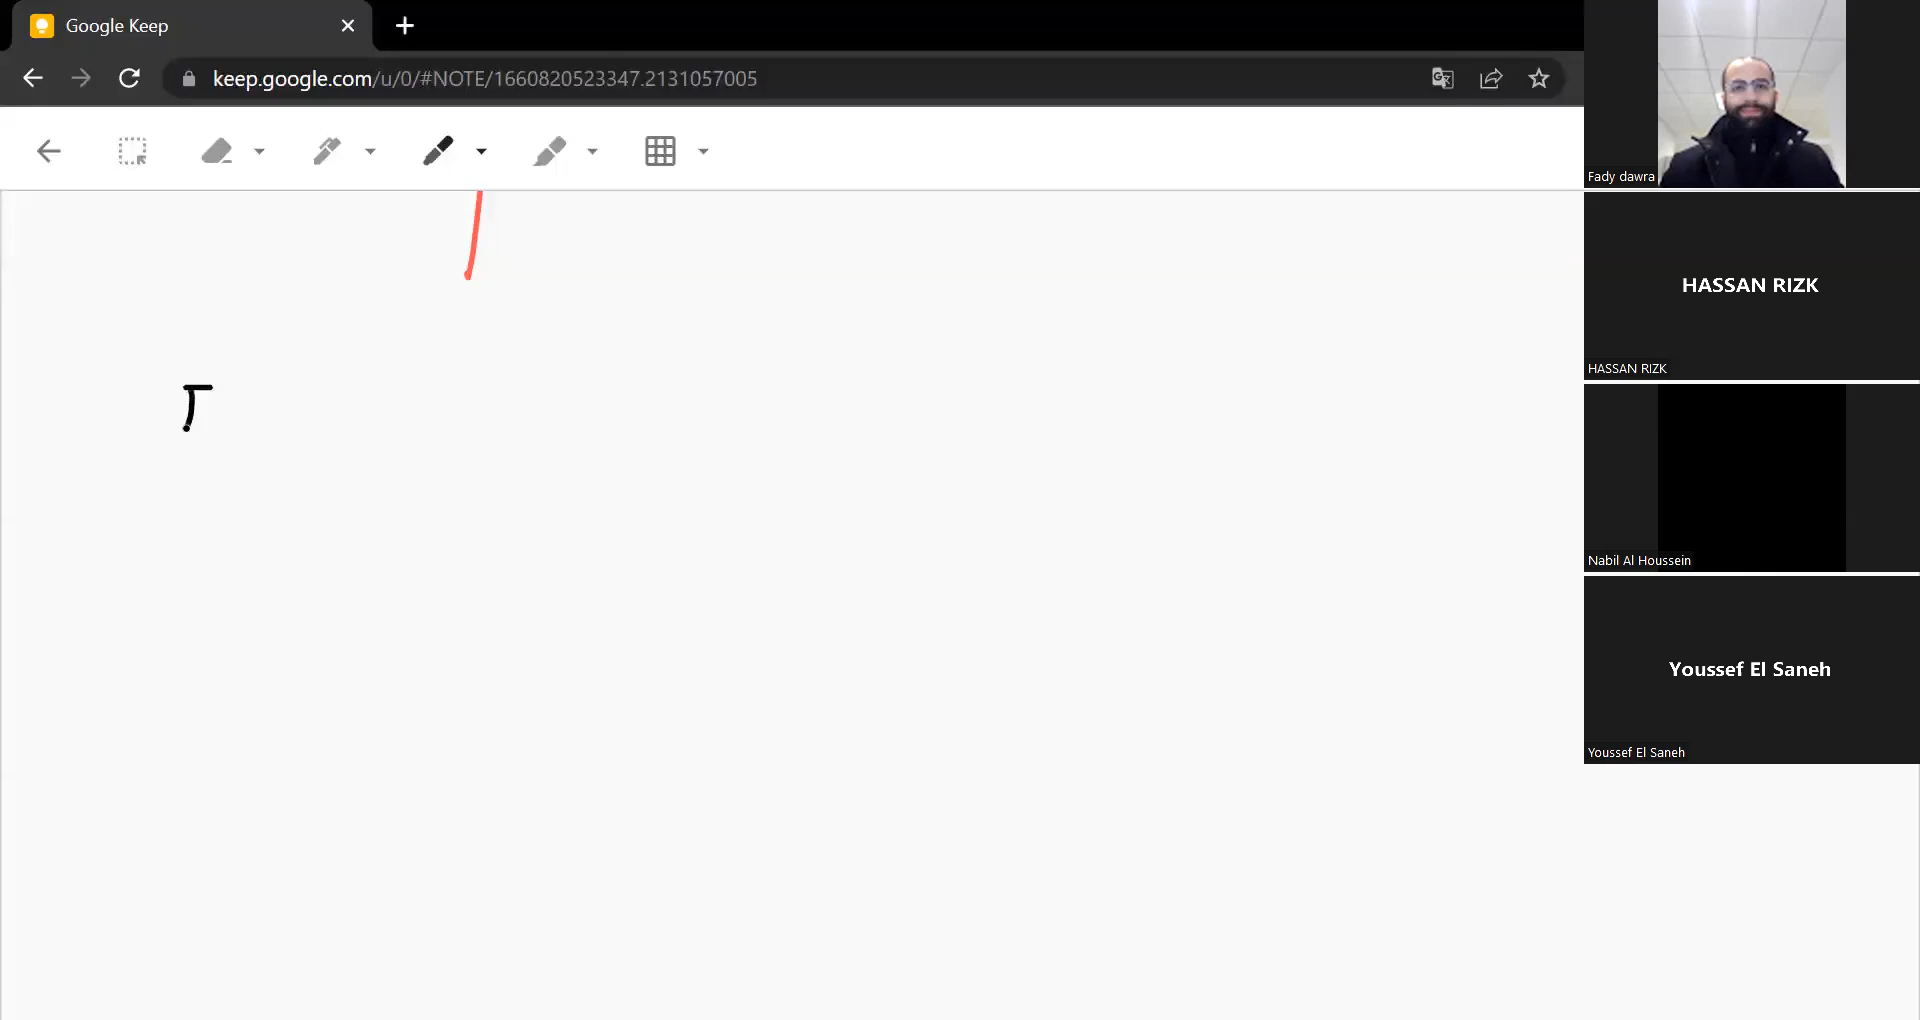 Google Keep
keep.google.com/u/0/#NOTE/1660820523347.2131057005
Fady dawra
HASSAN RIZK
HASSAN RIZK
Nabil Al Houssein
Youssef El Saneh
Youssef El Saneh